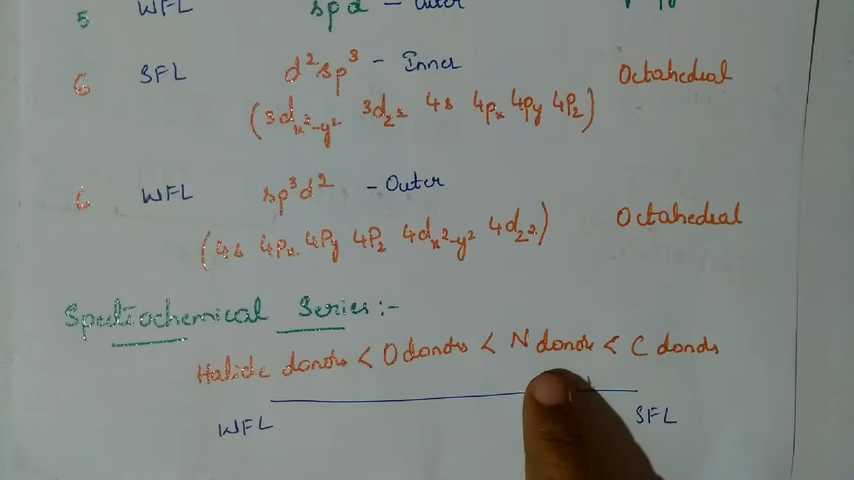 5 WFL
6 SFL d²sp³ - Inner Octahedral
(3dx²-y² 3dz² 4s 4px 4py 4pz)
6 WFL sp³d² - Outer Octahedral
(4s 4px 4py 4pz 4dx²-y² 4dz²)
Spectrochemical Series:-
Halide donors < O donors < N donors < C donors
WFL SFL